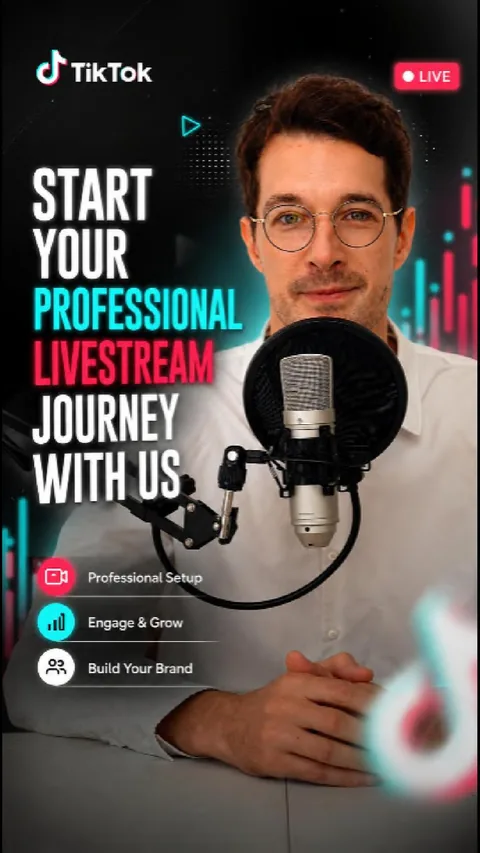 TikTok
LIVE
START
YOUR
PROFESSIONAL
LIVESTREAM
JOURNEY
WITH US
Professional Setup
Engage & Grow
Build Your Brand